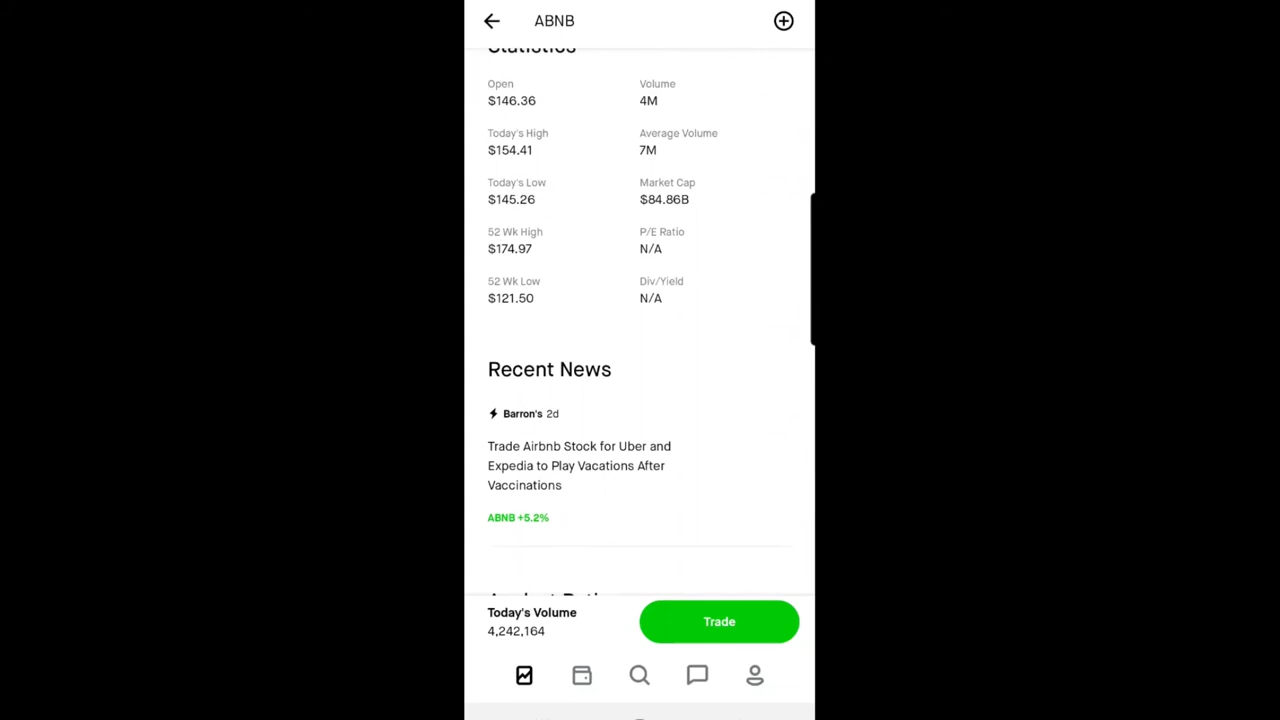 ABNB
Statistics
Open
$146.36
Volume
4M
Today's High
$154.41
Average Volume
7M
Today's Low
$145.26
Market Cap
$84.86B
52 Wk High
$174.97
P/E Ratio
N/A
52 Wk Low
$121.50
Div/Yield
N/A
Recent News
Barron's 2d
Trade Airbnb Stock for Uber and
Expedia to Play Vacations After
Vaccinations
ABNB +5.2%
Today's Volume
4,242,164
Trade